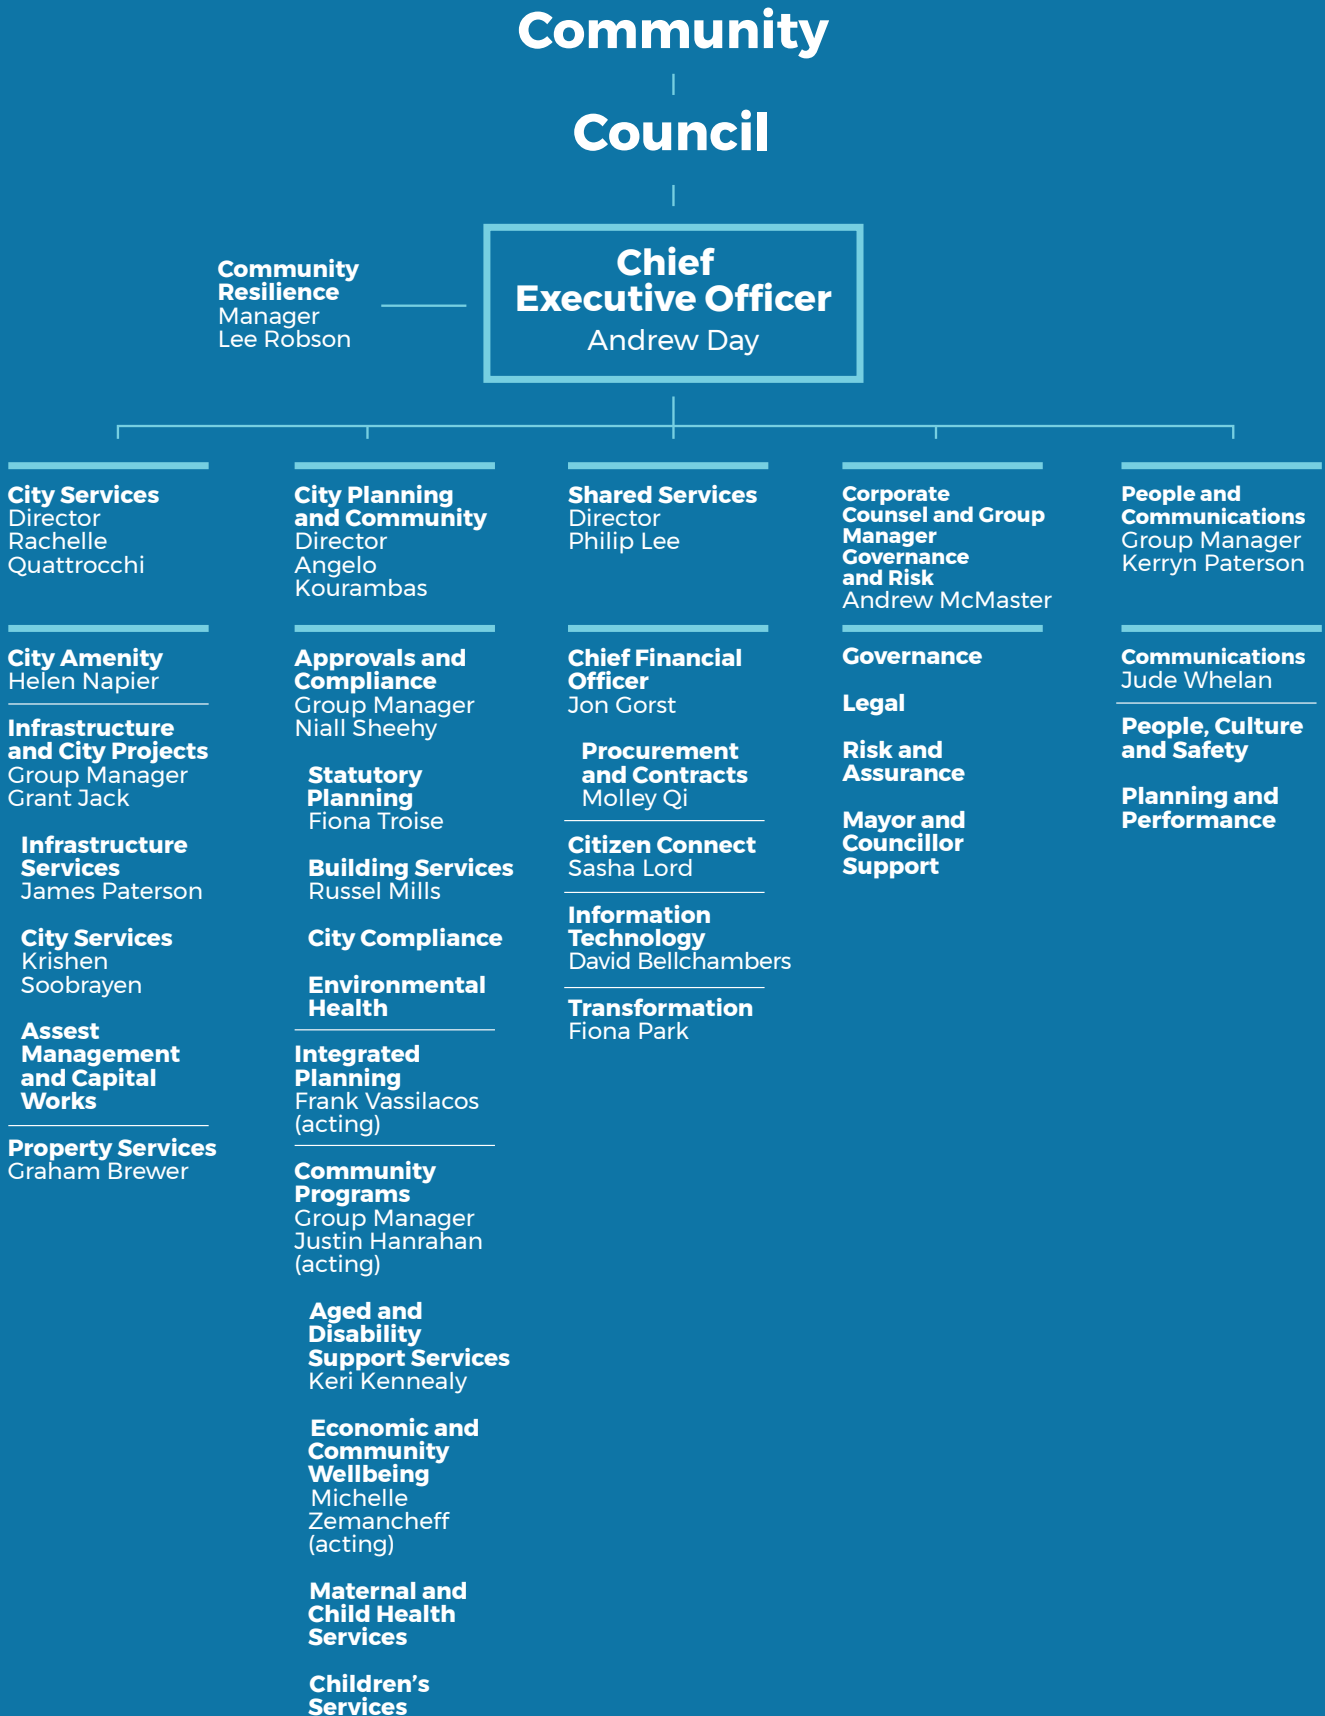 Community
Council
Chief
Executive Officer
Andrew Day
Community
Resilience
Manager
Lee Robson
City Services
Director
Rachelle
Quattrocchi
City Amenity
Helen Napier
Infrastructure
and City Projects
Group Manager
Grant Jack
Infrastructure
Services
James Paterson
City Services
Krishen
Soobrayen
Assest
Management
and Capital
Works
Property Services
Graham Brewer
City Planning
and Community
Director
Angelo
Kourambas
Approvals and
Compliance
Group Manager
Niall Sheehy
Statutory
Planning
Fiona Troise
Building Services
Russel Mills
City Compliance
Environmental
Health
Integrated
Planning
Frank Vassilacos
(acting)
Community
Programs
Group Manager
Justin Hanrahan
(acting)
Aged and
Disability
Support Services
Keri Kennealy
Economic and
Community
Wellbeing
Michelle
Zemancheff
(acting)
Maternal and
Child Health
Services
Children’s
Services
Shared Services
Director
Philip Lee
Chief Financial
Officer
Jon Gorst
Procurement
and Contracts
Molley Qi
Citizen Connect
Sasha Lord
Information
Technology
David Bellchambers
Transformation
Fiona Park
Corporate
Counsel and Group
Manager
Governance
and Risk
Andrew McMaster
Governance
Legal
Risk and
Assurance
Mayor and
Councillor
Support
People and
Communications
Group Manager
Kerryn Paterson
Communications
Jude Whelan
People, Culture
and Safety
Planning and
Performance